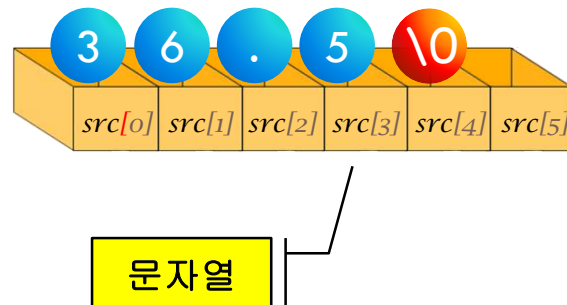 3 6 . 5 \0
src[0] src[1] src[2] src[3] src[4] src[5]
문자열